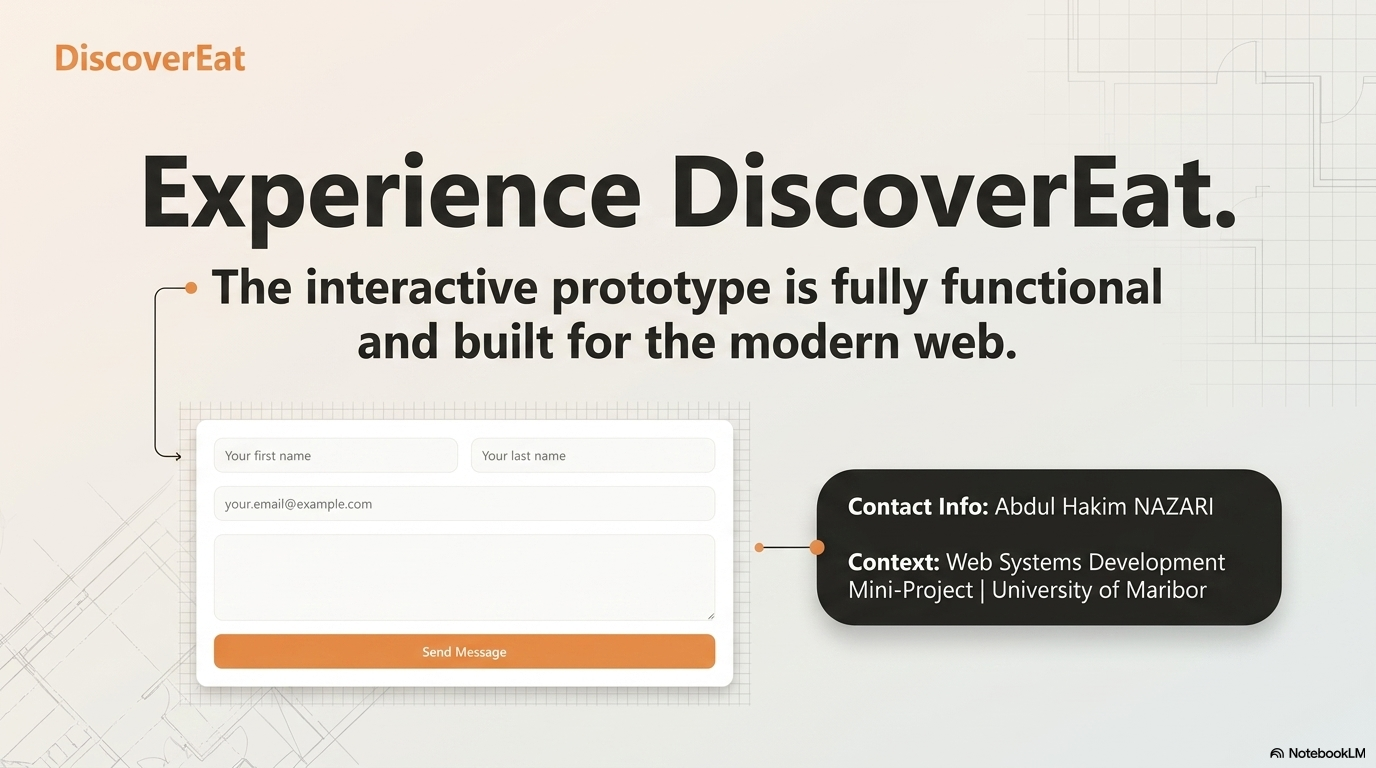 DiscoverEat
Experience DiscoverEat.
The interactive prototype is fully functional
and built for the modern web.
Your first name
Your last name
your.email@example.com
Send Message
Contact Info: Abdul Hakim NAZARI
Context: Web Systems Development
Mini-Project | University of Maribor
NotebookLM